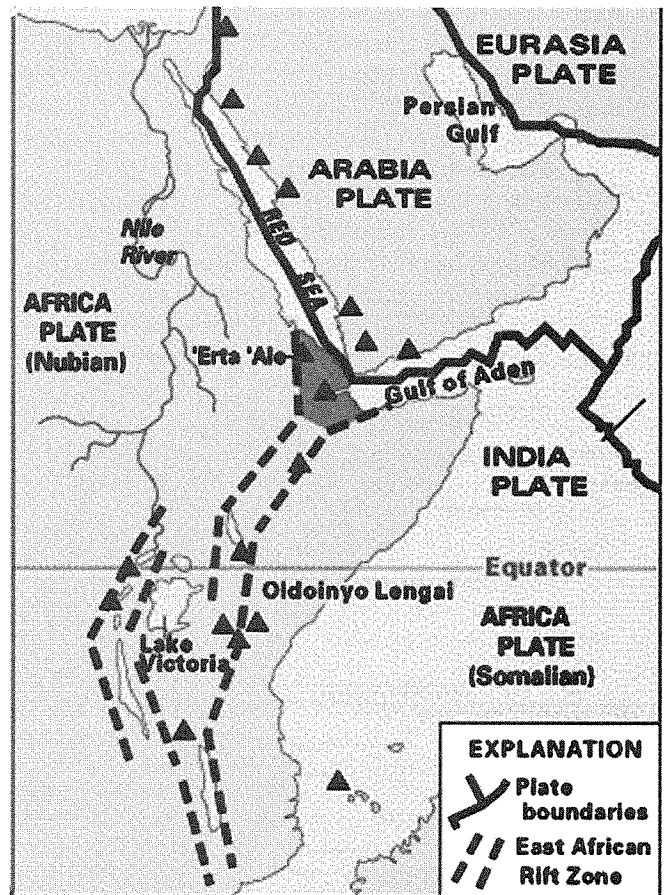 EURASIA
PLATE
Persian
Gulf
ARABIA
PLATE
Nile
River
RED
SEA
AFRICA
PLATE
(Nubian)
'Erta 'Ale
Gulf of Aden
INDIA
PLATE
Equator
Oldoinyo Lengai
AFRICA
PLATE
(Somalian)
Lake
Victoria
EXPLANATION
Plate
boundaries
East African
Rift Zone